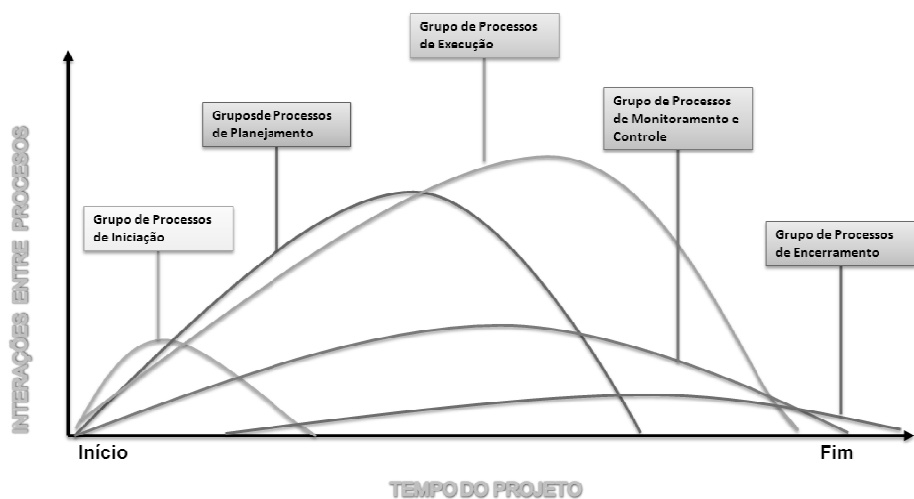 Grupo de Processos
de Execução
Gruposde Processos
de Planejamento
Grupo de Processos
de Monitoramento e
Controle
Grupo de Processos
de Iniciação
Grupo de Processos
de Encerramento
INTERAÇÕES ENTRE PROCESOS
Início
Fim
TEMPO DO PROJETO